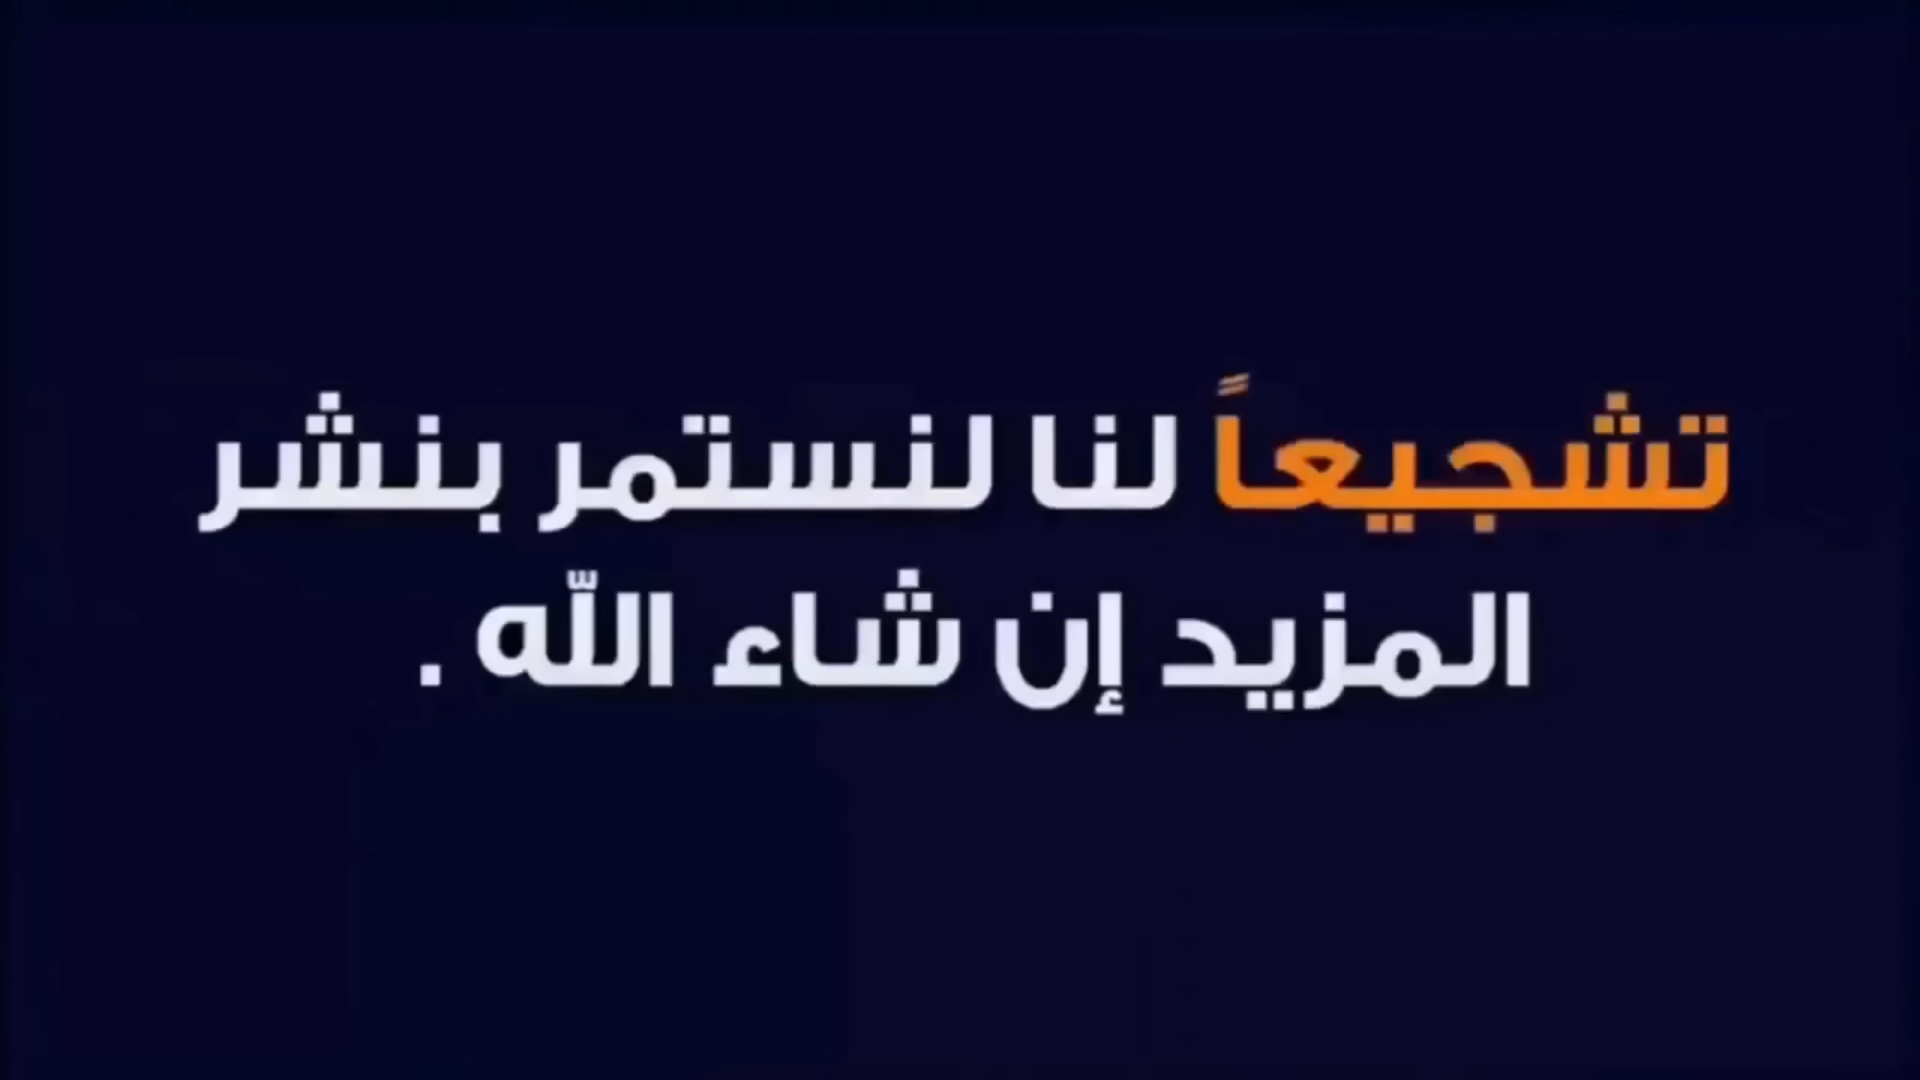 تشجيعاً لنا لنستمر بنشر
المزيد إن شاء اللّه .